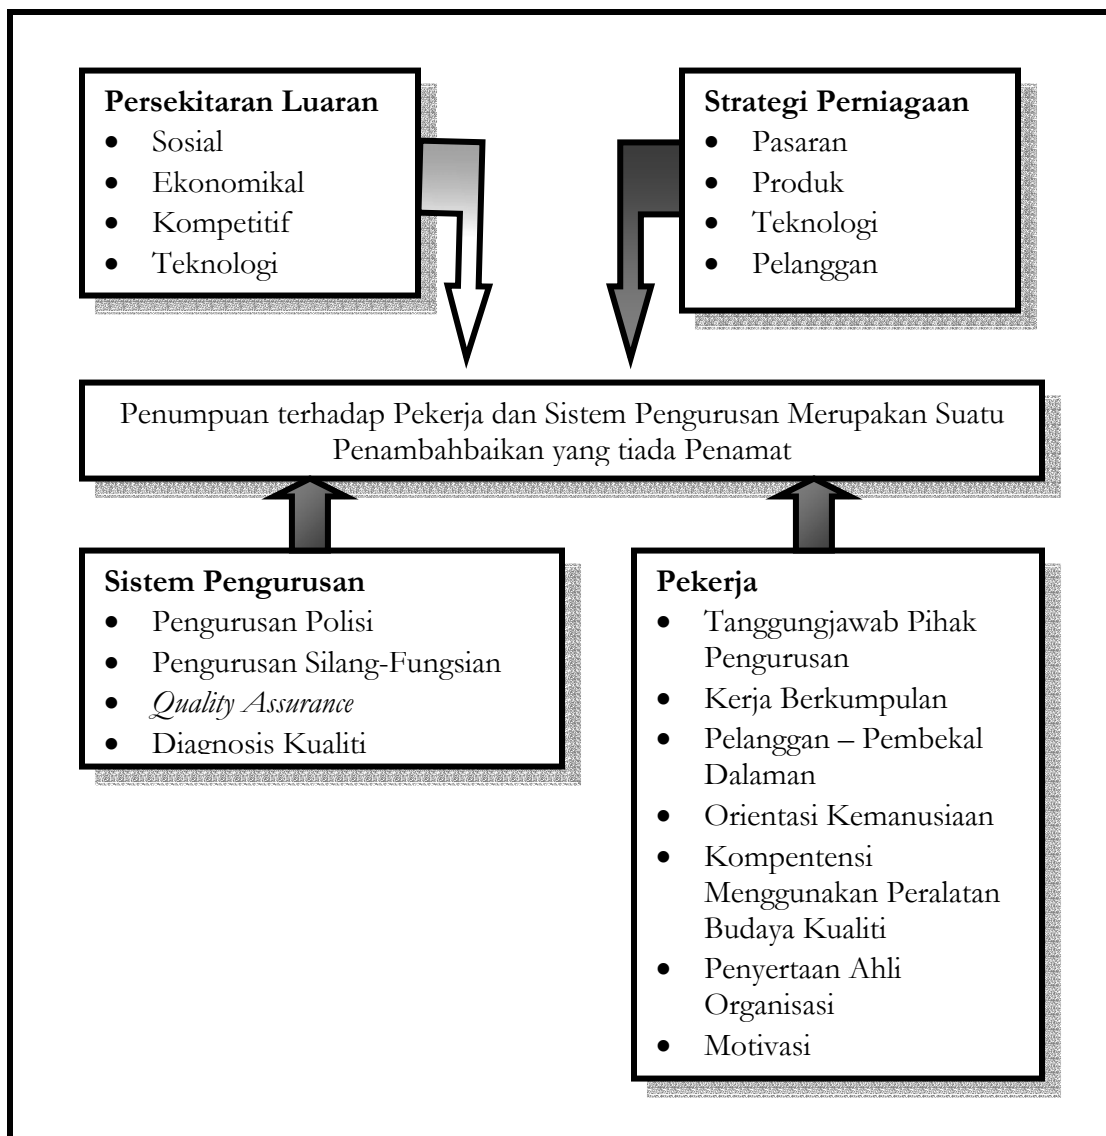 Persekitaran Luaran
• Sosial
• Ekonomikal
• Kompetitif
• Teknologi
Strategi Perniagaan
• Pasaran
• Produk
• Teknologi
• Pelanggan
Penumpuan terhadap Pekerja dan Sistem Pengurusan Merupakan Suatu
Penambahbaikan yang tiada Penamat
Sistem Pengurusan
• Pengurusan Polisi
• Pengurusan Silang-Fungsian
• Quality Assurance
• Diagnosis Kualiti
Pekerja
• Tanggungjawab Pihak
Pengurusan
• Kerja Berkumpulan
• Pelanggan – Pembekal
Dalaman
• Orientasi Kemanusiaan
• Kompentensi
Menggunakan Peralatan
Budaya Kualiti
• Penyertaan Ahli
Organisasi
• Motivasi